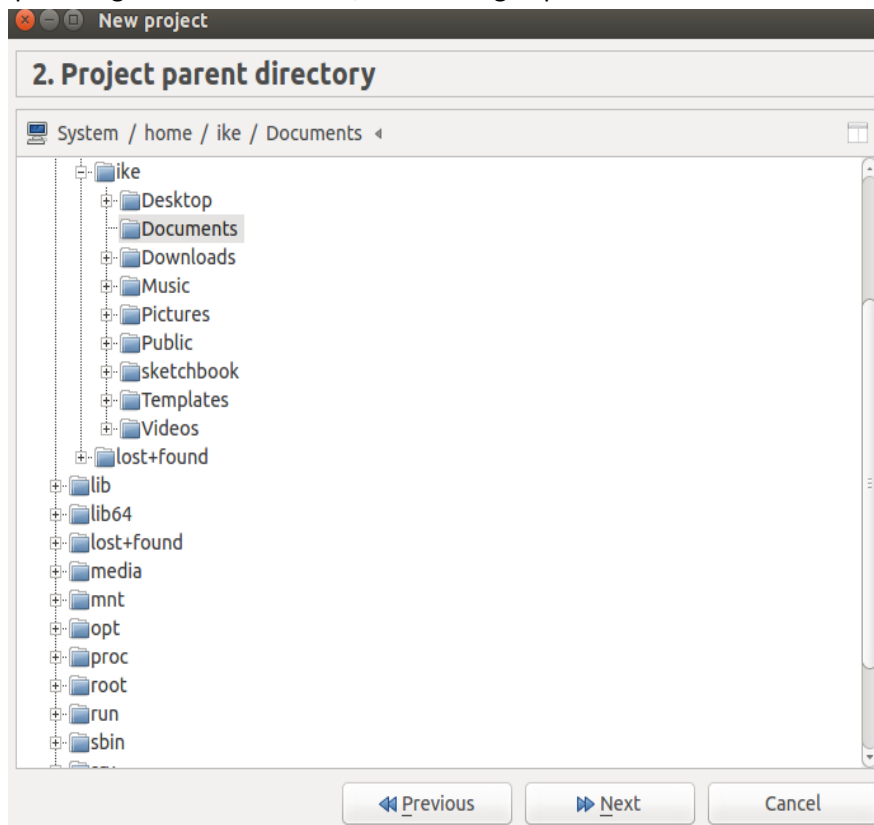 New project
2. Project parent directory
System / home / ike / Documents
ike
Desktop
Documents
Downloads
Music
Pictures
Public
sketchbook
Templates
Videos
lost+found
lib
lib64
lost+found
media
mnt
opt
proc
root
run
sbin
Previous Next Cancel